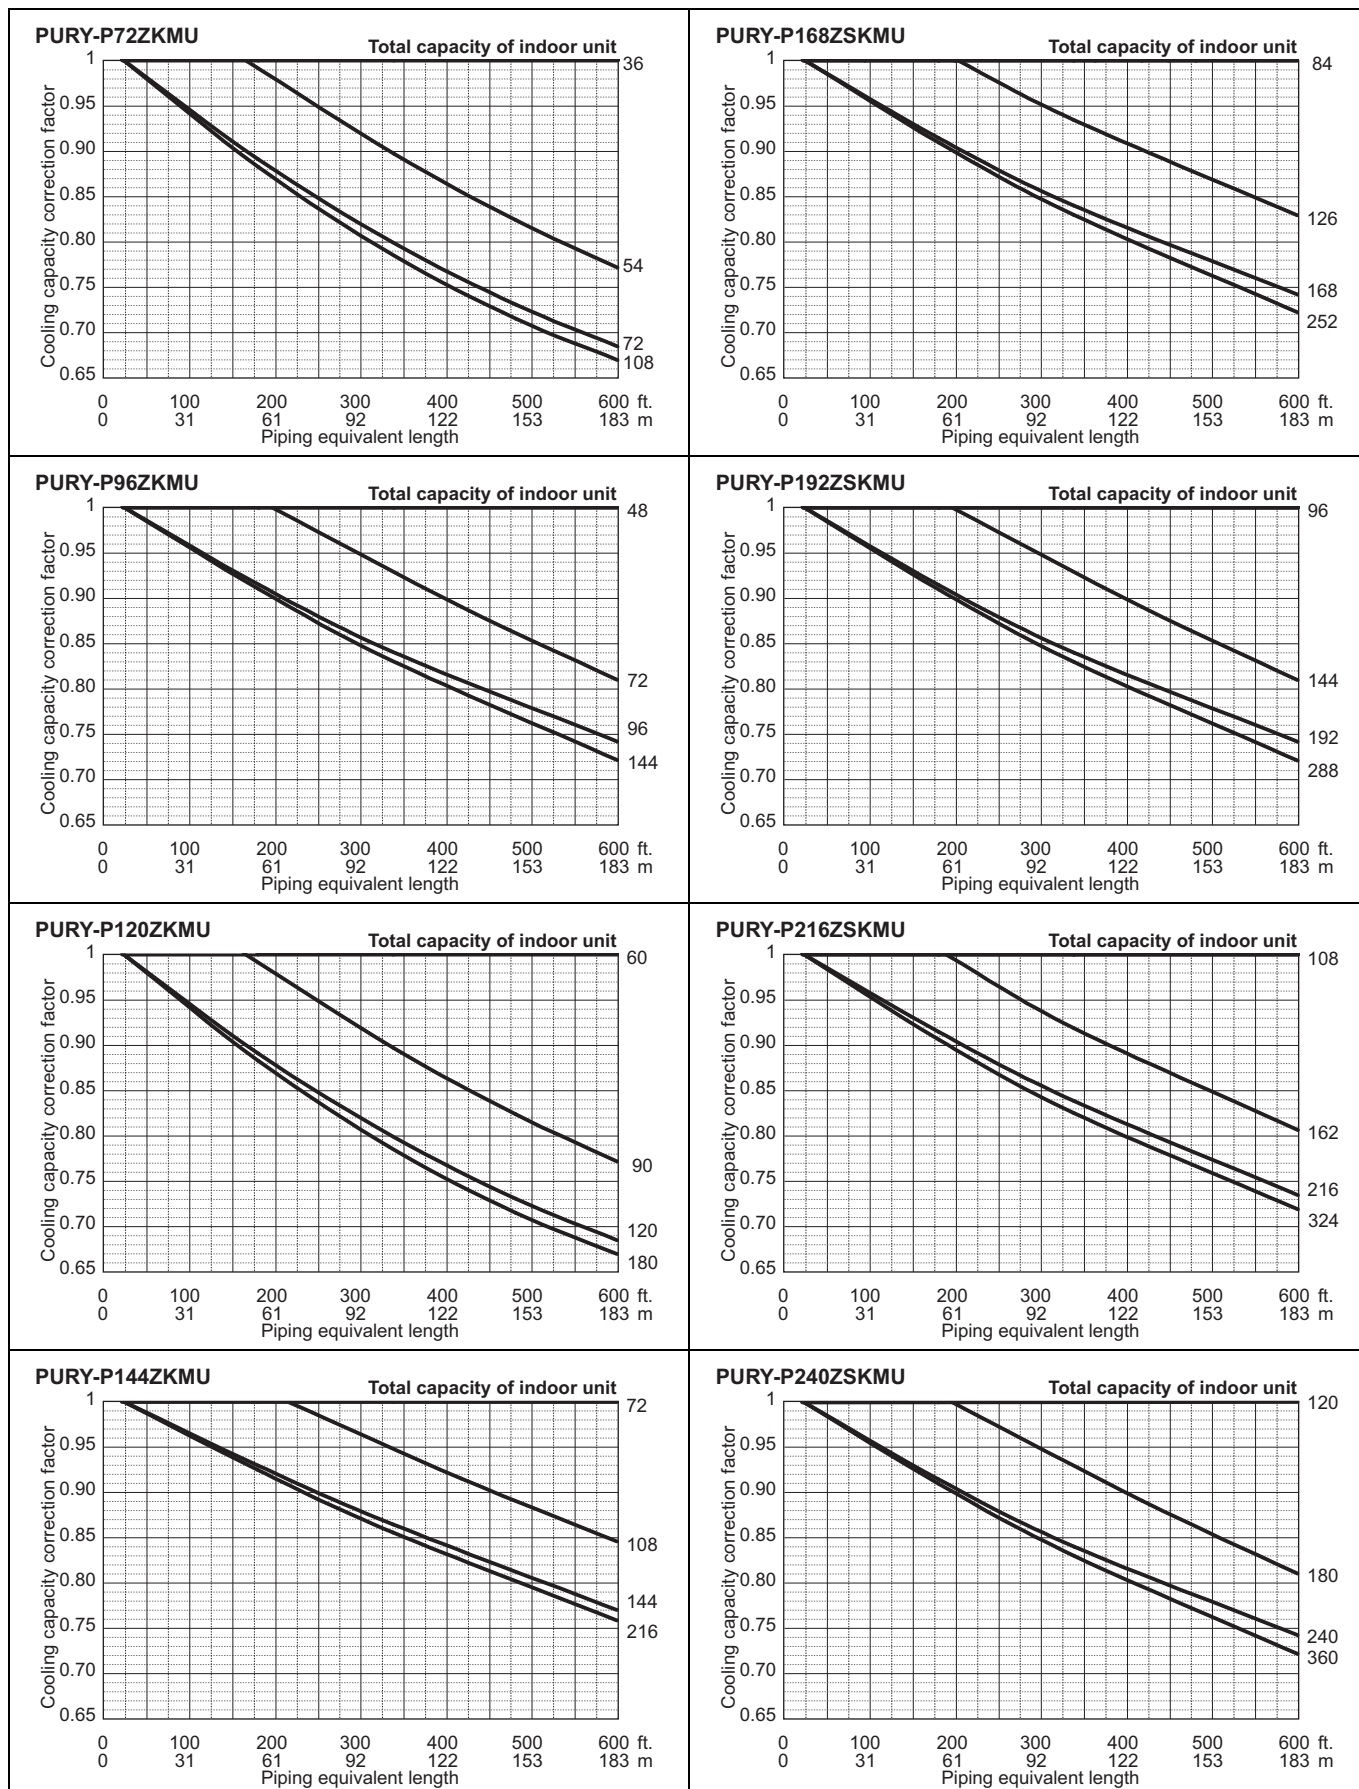 PURY-P72ZKMU
Total capacity of indoor unit
Cooling capacity correction factor
1
0.95
0.90
0.85
0.80
0.75
0.70
0.65
36
54
72
108
0 100 200 300 400 500 600 ft.
0 31 61 92 122 153 183 m
Piping equivalent length
PURY-P168ZSKMU
Total capacity of indoor unit
Cooling capacity correction factor
1
0.95
0.90
0.85
0.80
0.75
0.70
0.65
84
126
168
252
0 100 200 300 400 500 600 ft.
0 31 61 92 122 153 183 m
Piping equivalent length
PURY-P96ZKMU
Total capacity of indoor unit
Cooling capacity correction factor
1
0.95
0.90
0.85
0.80
0.75
0.70
0.65
48
72
96
144
0 100 200 300 400 500 600 ft.
0 31 61 92 122 153 183 m
Piping equivalent length
PURY-P192ZSKMU
Total capacity of indoor unit
Cooling capacity correction factor
1
0.95
0.90
0.85
0.80
0.75
0.70
0.65
96
144
192
288
0 100 200 300 400 500 600 ft.
0 31 61 92 122 153 183 m
Piping equivalent length
PURY-P120ZKMU
Total capacity of indoor unit
Cooling capacity correction factor
1
0.95
0.90
0.85
0.80
0.75
0.70
0.65
60
90
120
180
0 100 200 300 400 500 600 ft.
0 31 61 92 122 153 183 m
Piping equivalent length
PURY-P216ZSKMU
Total capacity of indoor unit
Cooling capacity correction factor
1
0.95
0.90
0.85
0.80
0.75
0.70
0.65
108
162
216
324
0 100 200 300 400 500 600 ft.
0 31 61 92 122 153 183 m
Piping equivalent length
PURY-P144ZKMU
Total capacity of indoor unit
Cooling capacity correction factor
1
0.95
0.90
0.85
0.80
0.75
0.70
0.65
72
108
144
216
0 100 200 300 400 500 600 ft.
0 31 61 92 122 153 183 m
Piping equivalent length
PURY-P240ZSKMU
Total capacity of indoor unit
Cooling capacity correction factor
1
0.95
0.90
0.85
0.80
0.75
0.70
0.65
120
180
240
360
0 100 200 300 400 500 600 ft.
0 31 61 92 122 153 183 m
Piping equivalent length